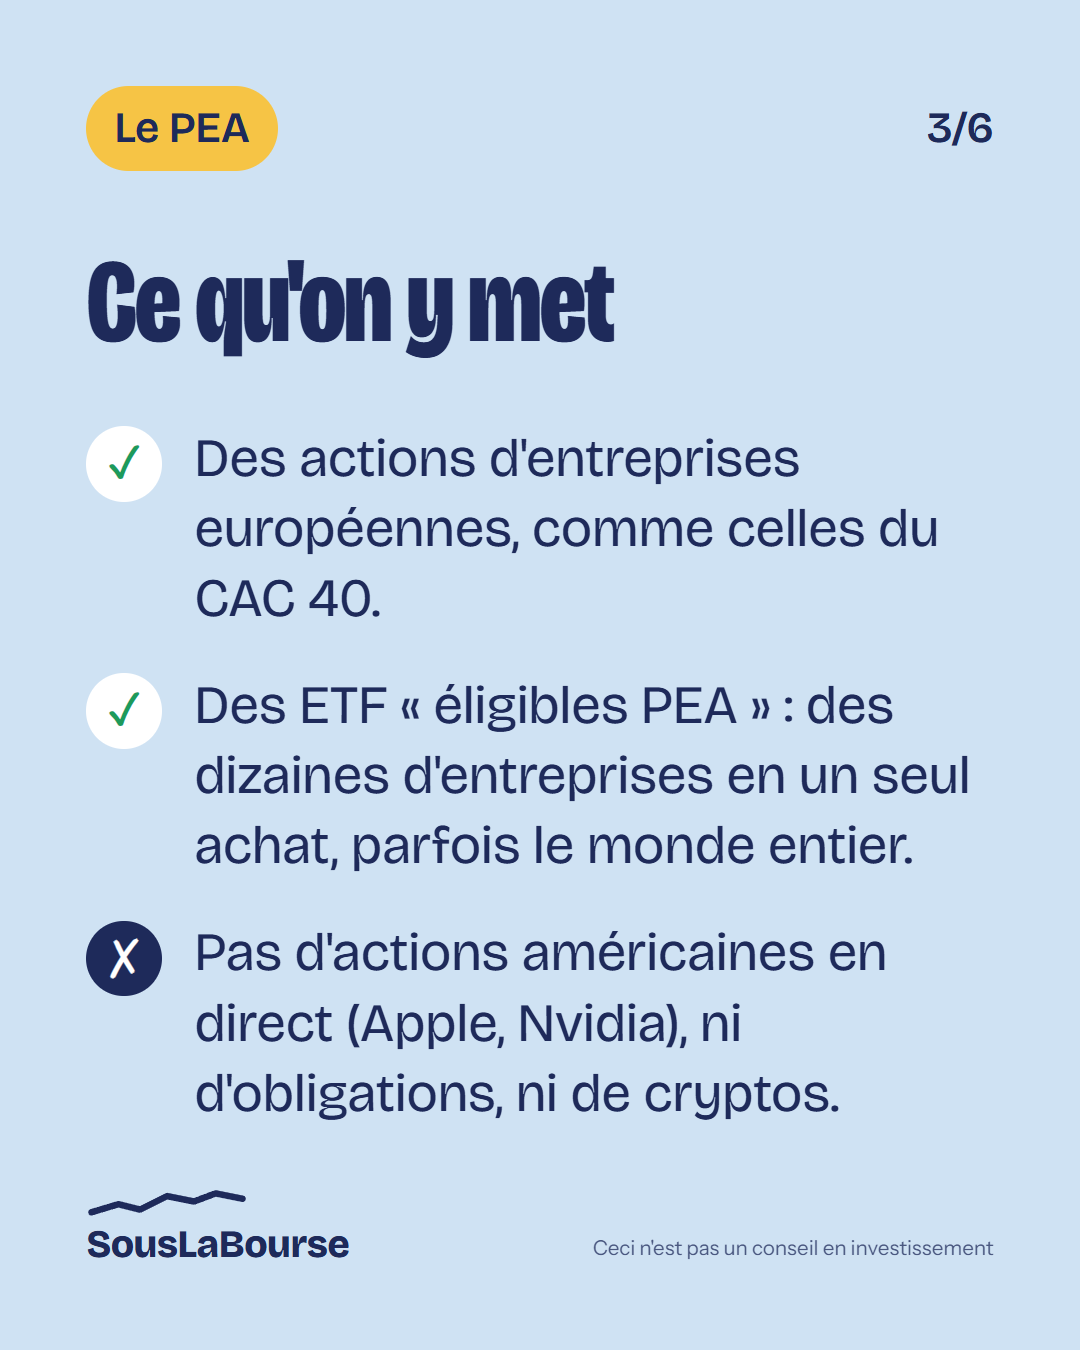 Le PEA
3/6
Ce qu'on y met
✓ Des actions d'entreprises
européennes, comme celles du
CAC 40.
✓ Des ETF « éligibles PEA » : des
dizaines d'entreprises en un seul
achat, parfois le monde entier.
✗ Pas d'actions américaines en
direct (Apple, Nvidia), ni
d'obligations, ni de cryptos.
SousLaBourse
Ceci n'est pas un conseil en investissement